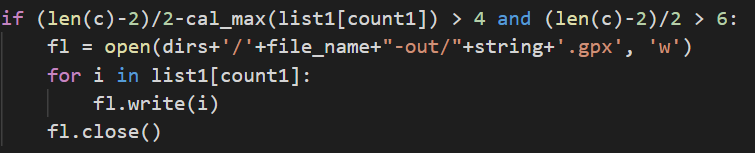 if (len(c)-2)/2-cal_max(list1[count1]) > 4 and (len(c)-2)/2 > 6:
    fl = open(dirs+'/'+file_name+"-out/"+string+'.gpx', 'w')
    for i in list1[count1]:
        fl.write(i)
    fl.close()